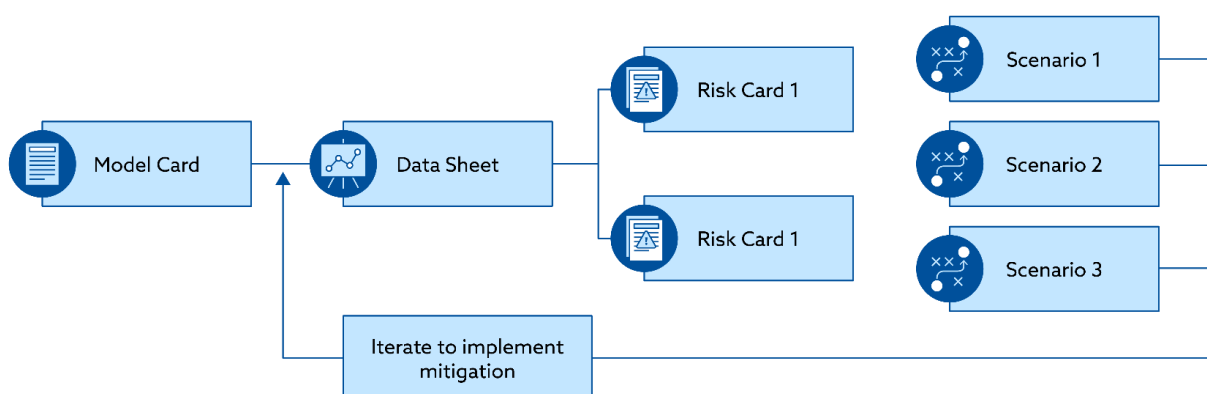 Model Card
Data Sheet
Risk Card 1
Risk Card 1
Scenario 1
Scenario 2
Scenario 3
Iterate to implement
mitigation